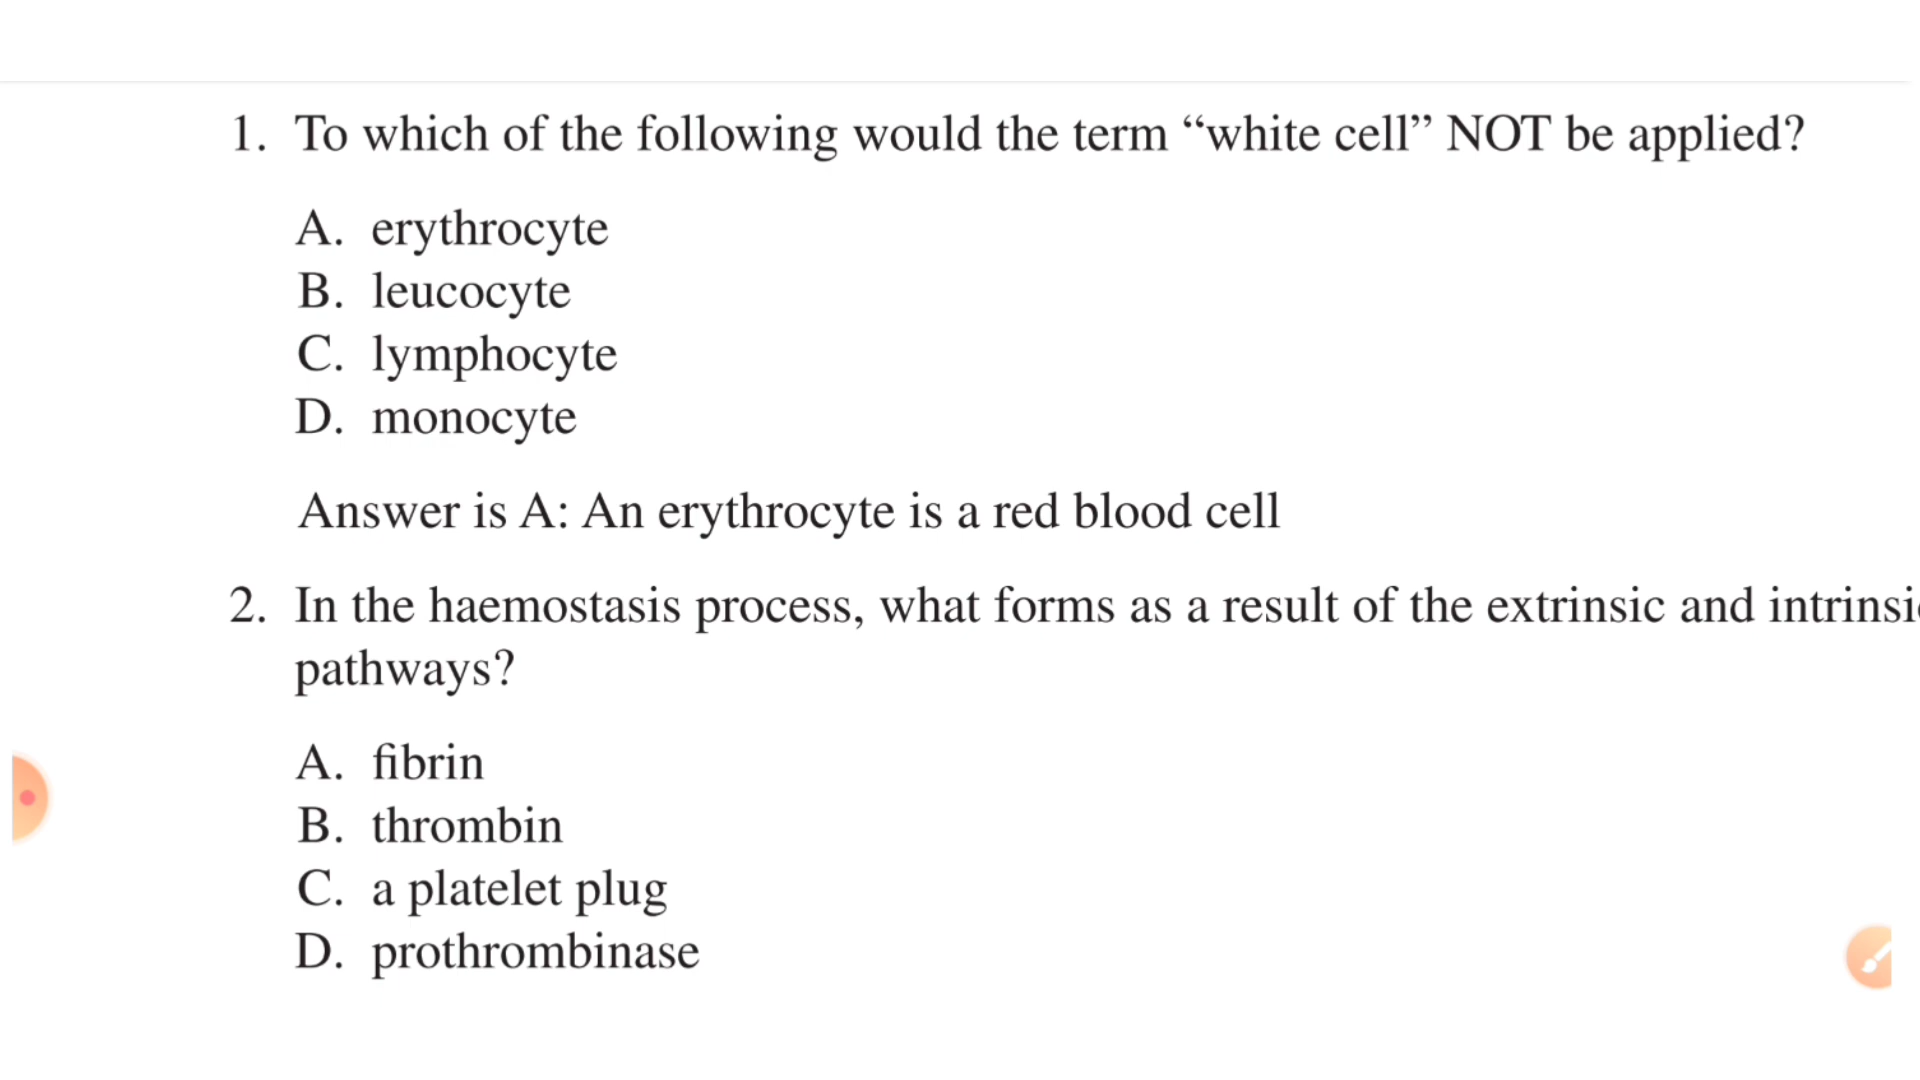 1. To which of the following would the term “white cell” NOT be applied?
A. erythrocyte
B. leucocyte
C. lymphocyte
D. monocyte
Answer is A: An erythrocyte is a red blood cell
2. In the haemostasis process, what forms as a result of the extrinsic and intrinsic
pathways?
A. fibrin
B. thrombin
C. a platelet plug
D. prothrombinase